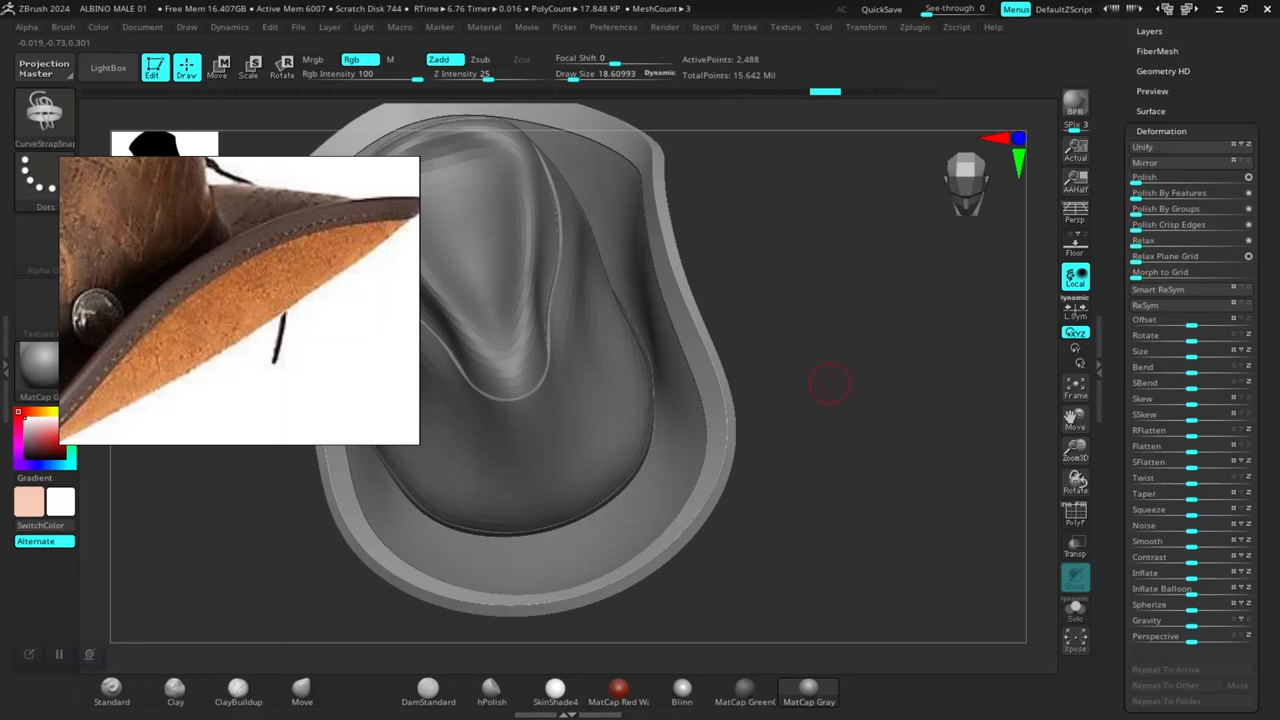 ZBrush 2024 ALBINO MALE 01 • Free Mem 16.407GB • Active Mem 6007 • Scratch Disk 744 • RTime▸6.76 Timer▸0.016 • PolyCount▸17.848 KP • MeshCount▸3 AC QuickSave See-through 0 Menus DefaultZScript
Alpha Brush Color Document Draw Dynamics Edit File Layer Light Macro Marker Material Movie Picker Preferences Render Stencil Stroke Texture Tool Transform Zplugin Zscript Help
-0.019,-0.73,0.301
Projection Master
LightBox
Edit
Draw
Move
Scale
Rotate
Mrgb Rgb M
Rgb Intensity 100
Zadd Zsub Zcut
Z Intensity 25
Focal Shift 0
Draw Size 18.60993 Dynamic
ActivePoints: 2,488
TotalPoints: 15.642 Mil
CurveStrapSnap
Dots
Alpha O
Texture
MatCap G
Gradient
SwitchColor
Alternate
BPR
SPix 3
Actual
AAHalf
Persp
Floor
Local
Dynamic
L.Sym
XYZ
Frame
Move
Zoom3D
Rotate
PolyF
Transp
Ghost
Solo
Xpose
Layers
FiberMesh
Geometry HD
Preview
Surface
Deformation
Unify
Mirror
Polish
Polish By Features
Polish By Groups
Polish Crisp Edges
Relax
Relax Plane Grid
Morph to Grid
Smart ReSym
ReSym
Offset
Rotate
Size
Bend
SBend
Skew
SSkew
RFlatten
Flatten
SFlatten
Twist
Taper
Squeeze
Noise
Smooth
Contrast
Inflate
Inflate Balloon
Spherize
Gravity
Perspective
Repeat To Active
Repeat To Other Mask
Repeat To Folder
Standard Clay ClayBuildup Move DamStandard hPolish SkinShade4 MatCap Red Wa Blinn MatCap GreenC MatCap Gray